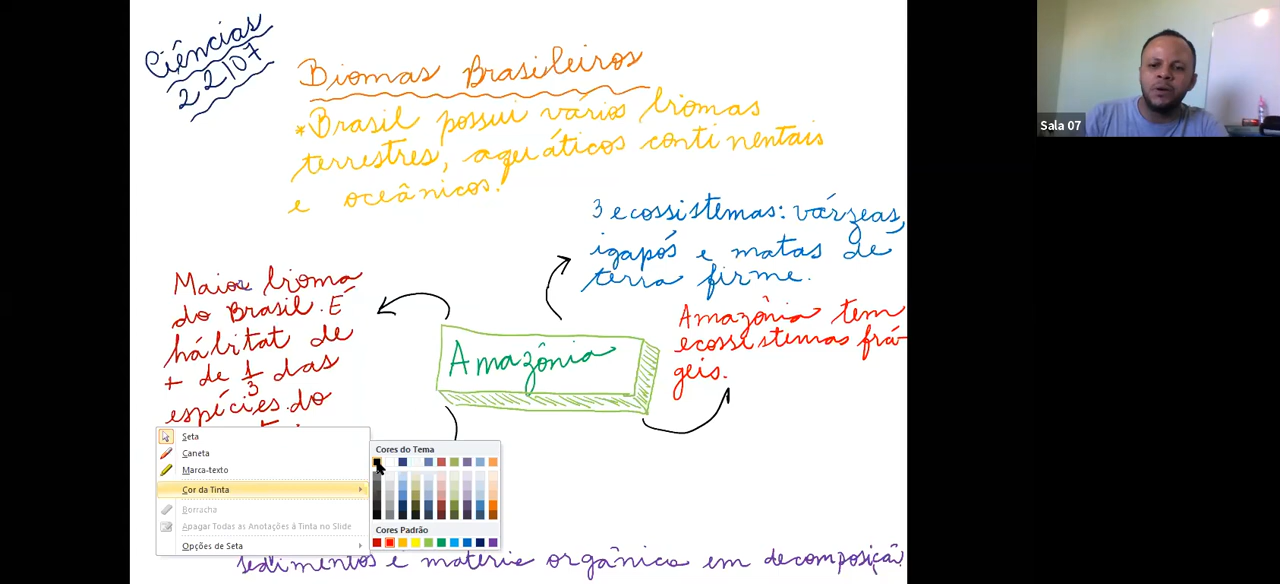 Ciências
22/07
Biomas Brasileiros
*Brasil possui vários biomas
terrestres, aquáticos continentais
e oceânicos.
3 ecossistemas: várzeas,
igapós e matas de
terra firme.
Maior bioma
do Brasil. É
hábitat de
+ de 1/3 das
espécies do
Amazônia
Amazônia tem
ecossistemas frá-
geis.
Seta
Caneta
Marca-texto
Cor da Tinta
Borracha
Apagar Todas as Anotações à Tinta no Slide
Opções de Seta
Cores do Tema
Cores Padrão
sedimentos e matéria orgânica em decomposição.
Sala 07